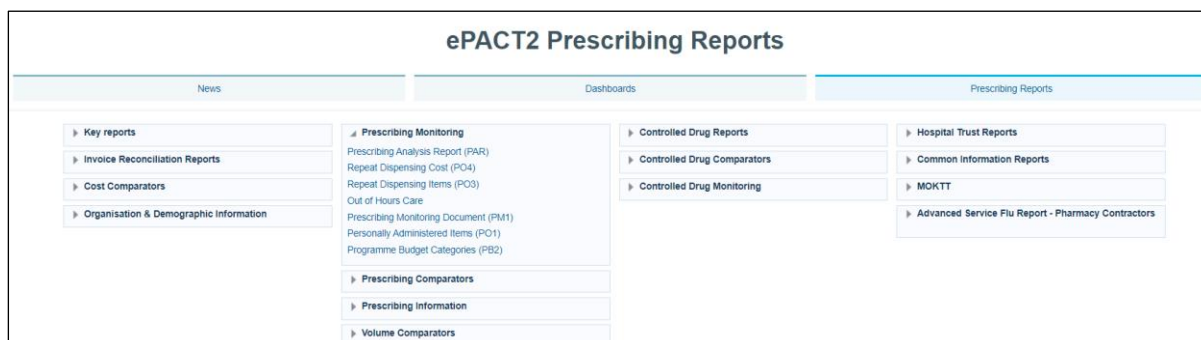 ePACT2 Prescribing Reports
News
Dashboards
Prescribing Reports
Key reports
Invoice Reconciliation Reports
Cost Comparators
Organisation & Demographic Information
Prescribing Monitoring
Prescribing Analysis Report (PAR)
Repeat Dispensing Cost (PO4)
Repeat Dispensing Items (PO3)
Out of Hours Care
Prescribing Monitoring Document (PM1)
Personally Administered Items (PO1)
Programme Budget Categories (PB2)
Prescribing Comparators
Prescribing Information
Volume Comparators
Controlled Drug Reports
Controlled Drug Comparators
Controlled Drug Monitoring
Hospital Trust Reports
Common Information Reports
MOKTT
Advanced Service Flu Report - Pharmacy Contractors